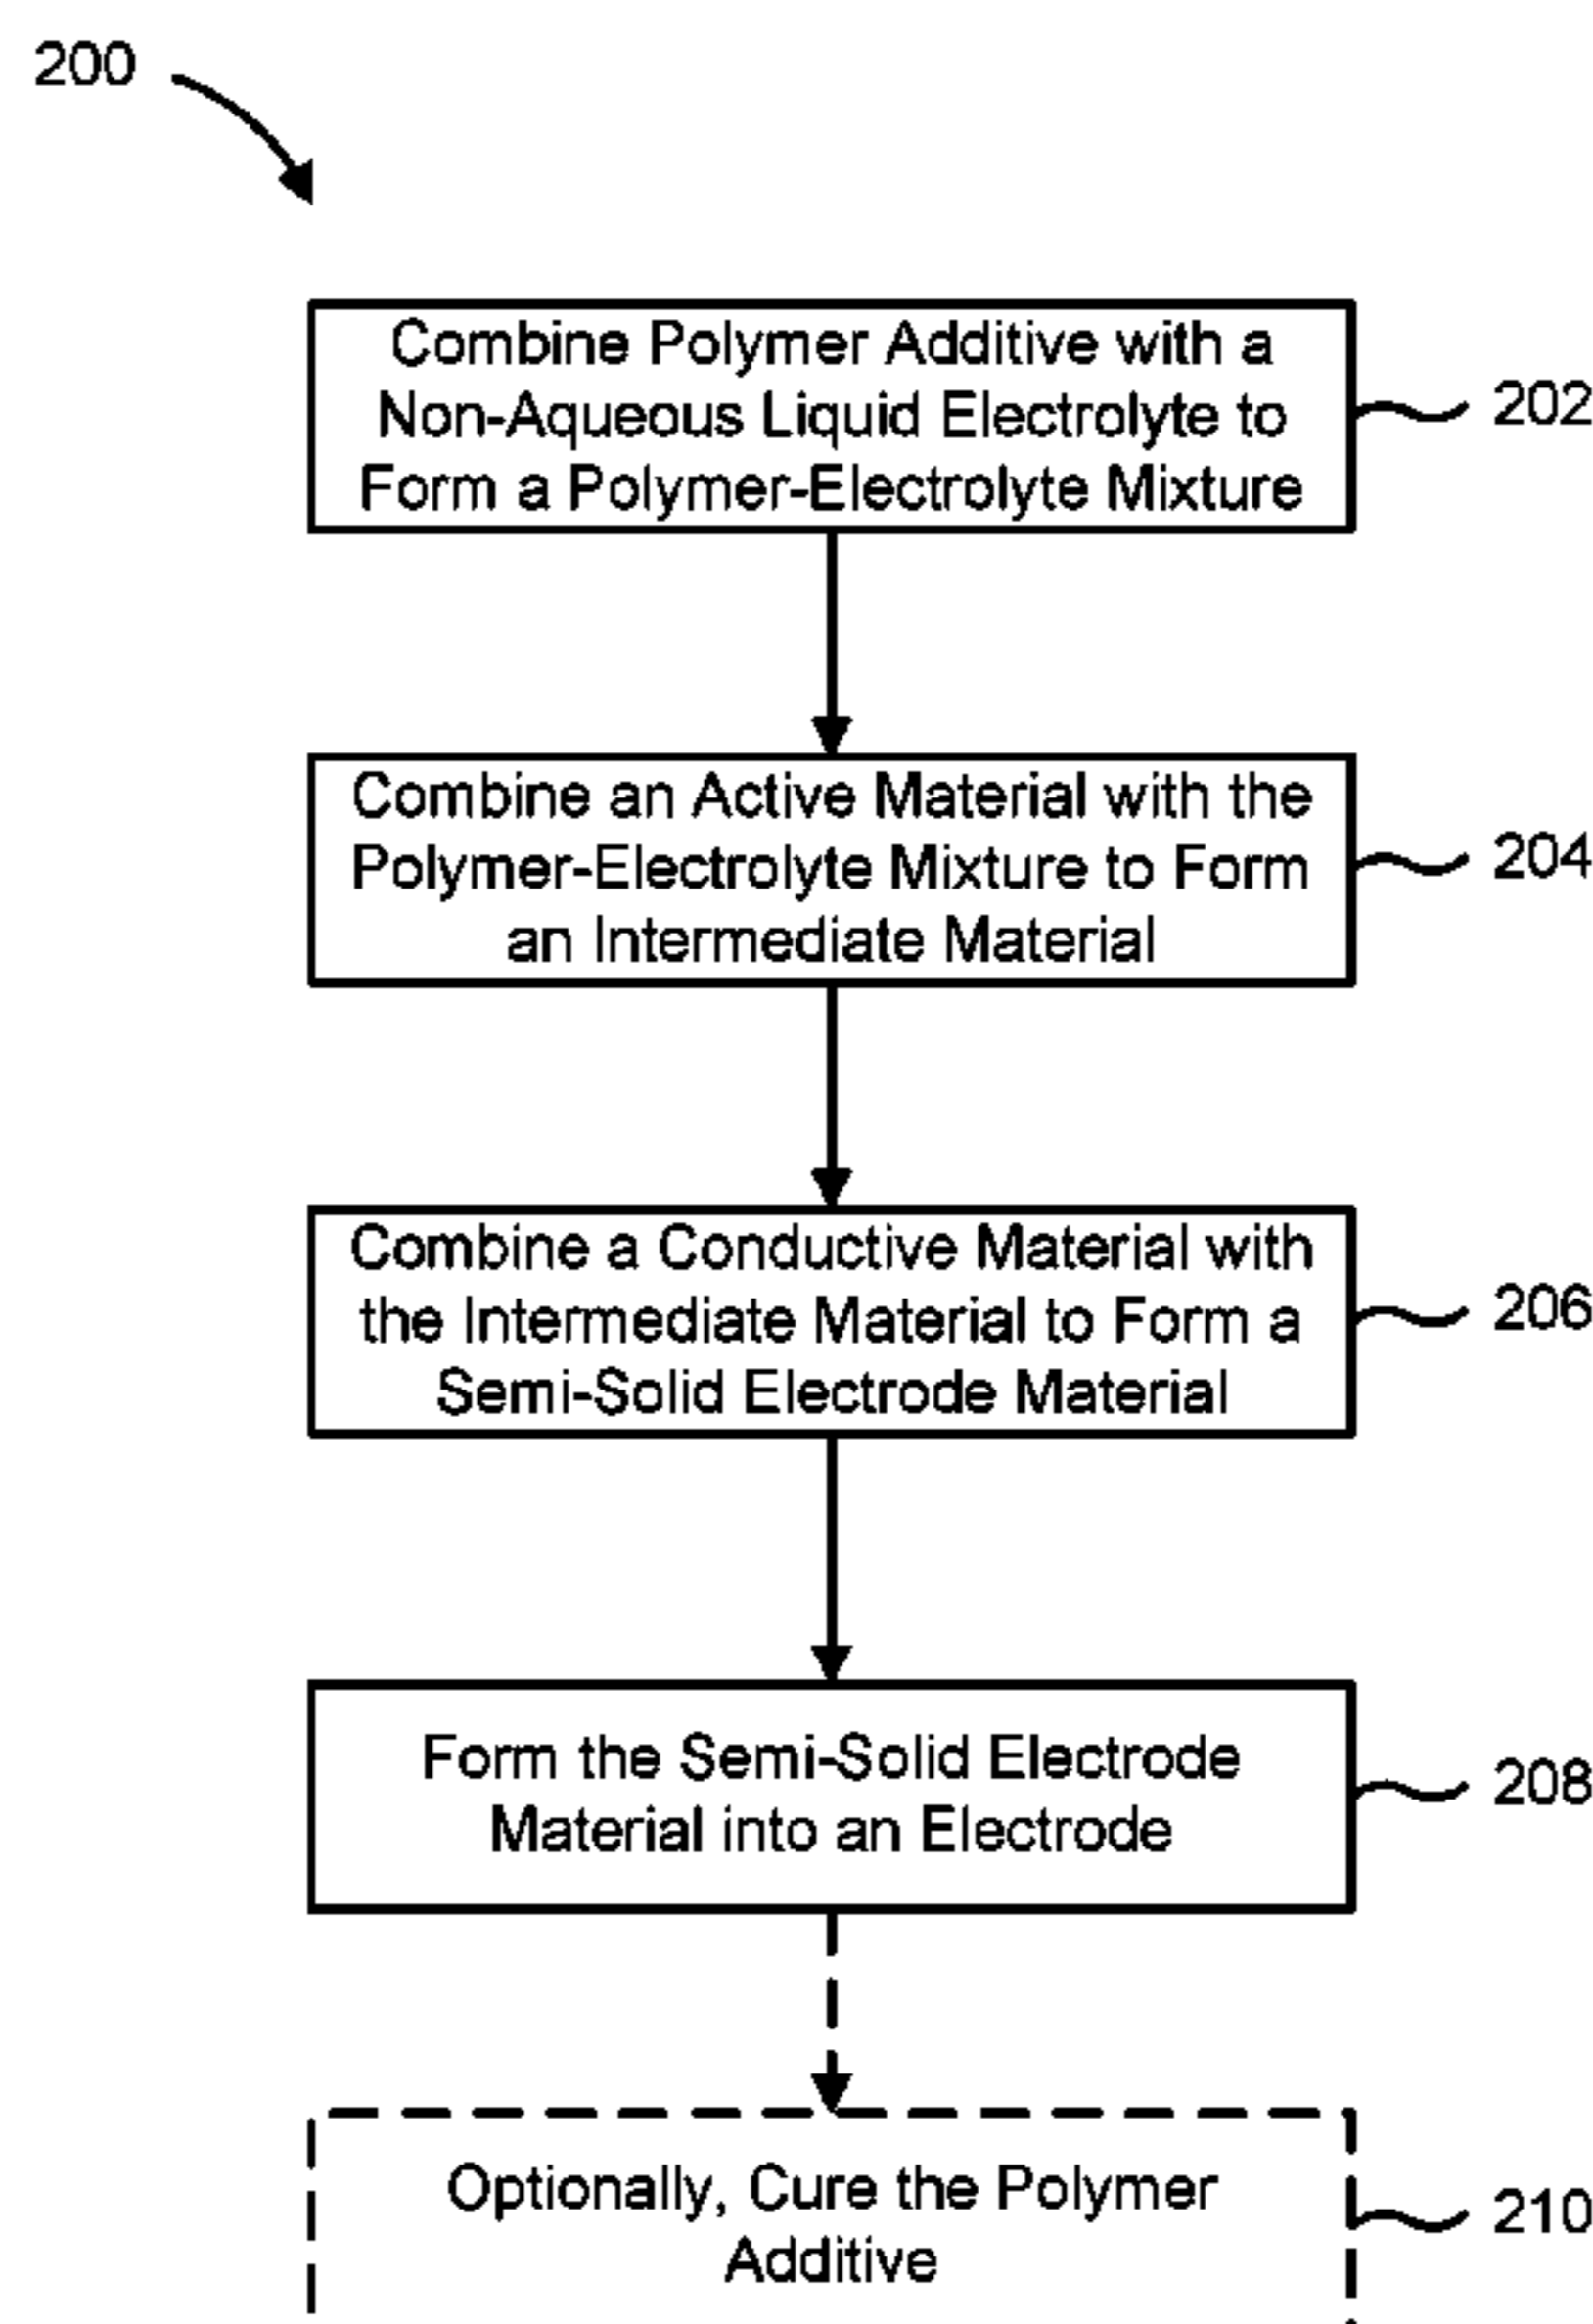 200
Combine Polymer Additive with a
Non-Aqueous Liquid Electrolyte to
Form a Polymer-Electrolyte Mixture
202
Combine an Active Material with the
Polymer-Electrolyte Mixture to Form
an Intermediate Material
204
Combine a Conductive Material with
the Intermediate Material to Form a
Semi-Solid Electrode Material
206
Form the Semi-Solid Electrode
Material into an Electrode
208
Optionally, Cure the Polymer
Additive
210